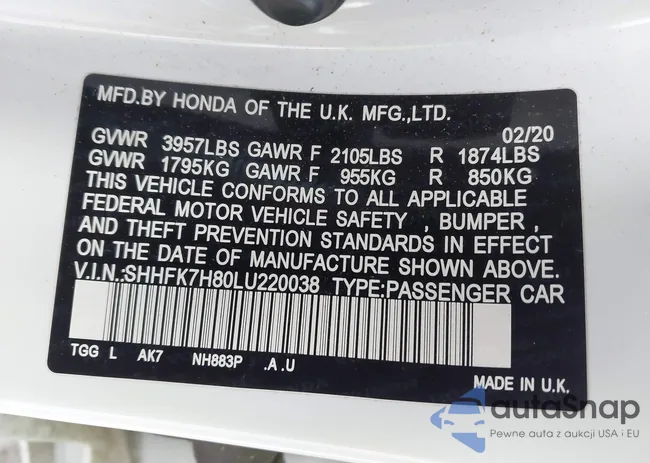 MFD.BY HONDA OF THE U.K. MFG.,LTD.
02/20
GVWR 3957LBS GAWR F 2105LBS R 1874LBS
GVWR 1795KG GAWR F 955KG R 850KG
THIS VEHICLE CONFORMS TO ALL APPLICABLE
FEDERAL MOTOR VEHICLE SAFETY , BUMPER ,
AND THEFT PREVENTION STANDARDS IN EFFECT
ON THE DATE OF MANUFACTURE SHOWN ABOVE.
V.I.N.:SHHFK7H80LU220038 TYPE:PASSENGER CAR
TGG L AK7 NH883P .A.U
MADE IN U.K.
autoSnap
Pewne auta z aukcji USA i EU